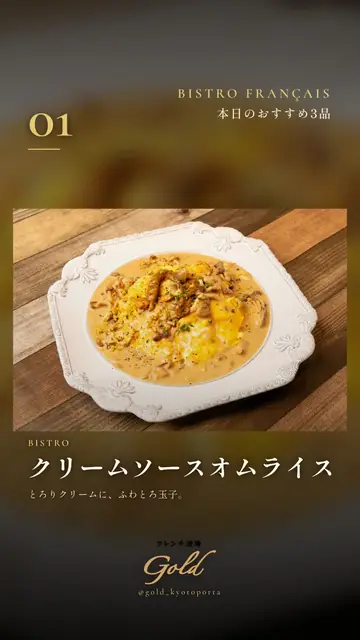 BISTRO FRANÇAIS
本日のおすすめ3品
01
BISTRO
クリームソースオムライス
とろりクリームに、ふわとろ玉子。
フレンチ酒場
Gold
@gold_kyotoporta